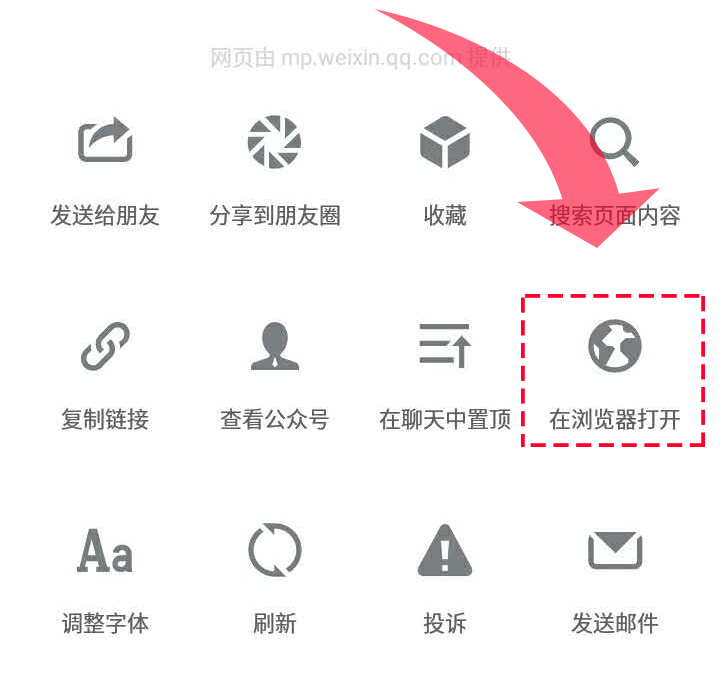 网页由 mp.weixin.qq.com 提供
发送给朋友 分享到朋友圈 收藏 搜索页面内容
复制链接 查看公众号 在聊天中置顶 在浏览器打开
Aa
调整字体 刷新 投诉 发送邮件